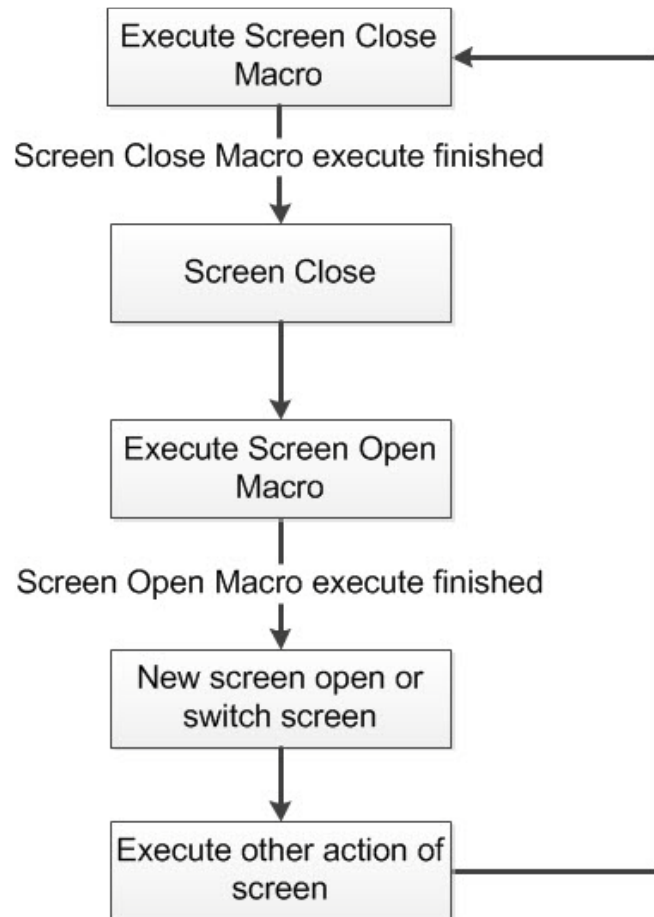 Execute Screen Close
Macro
Screen Close Macro execute finished
Screen Close
Execute Screen Open
Macro
Screen Open Macro execute finished
New screen open or
switch screen
Execute other action of
screen